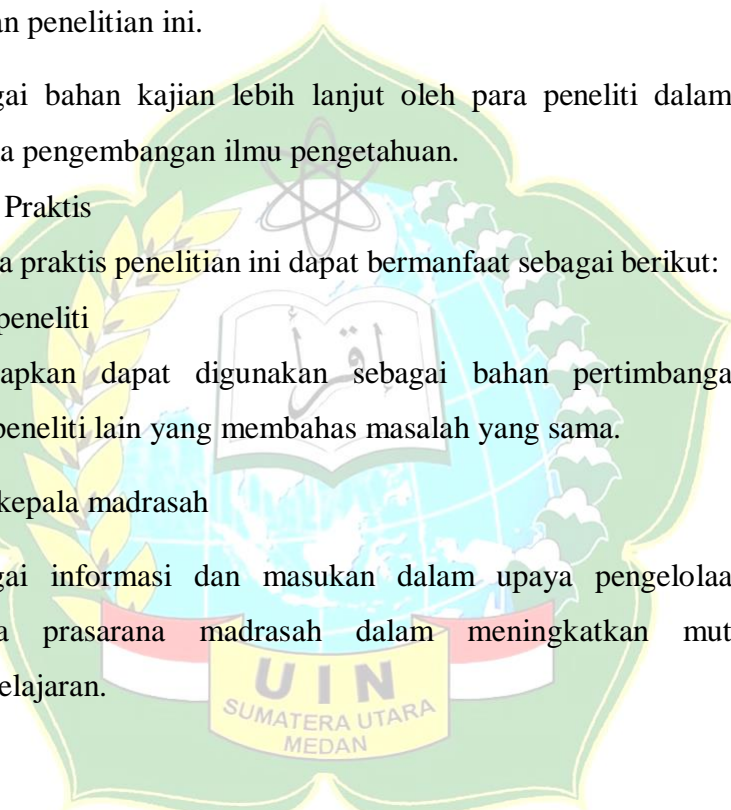 an penelitian ini.
gai bahan kajian lebih lanjut oleh para peneliti dalam
a pengembangan ilmu pengetahuan.
Praktis
a praktis penelitian ini dapat bermanfaat sebagai berikut:
peneliti
apkan dapat digunakan sebagai bahan pertimbanga
peneliti lain yang membahas masalah yang sama.
kepala madrasah
gai informasi dan masukan dalam upaya pengelolaa
a prasarana madrasah dalam meningkatkan mut
elajaran.
إقرأ
UIN
SUMATERA UTARA
MEDAN